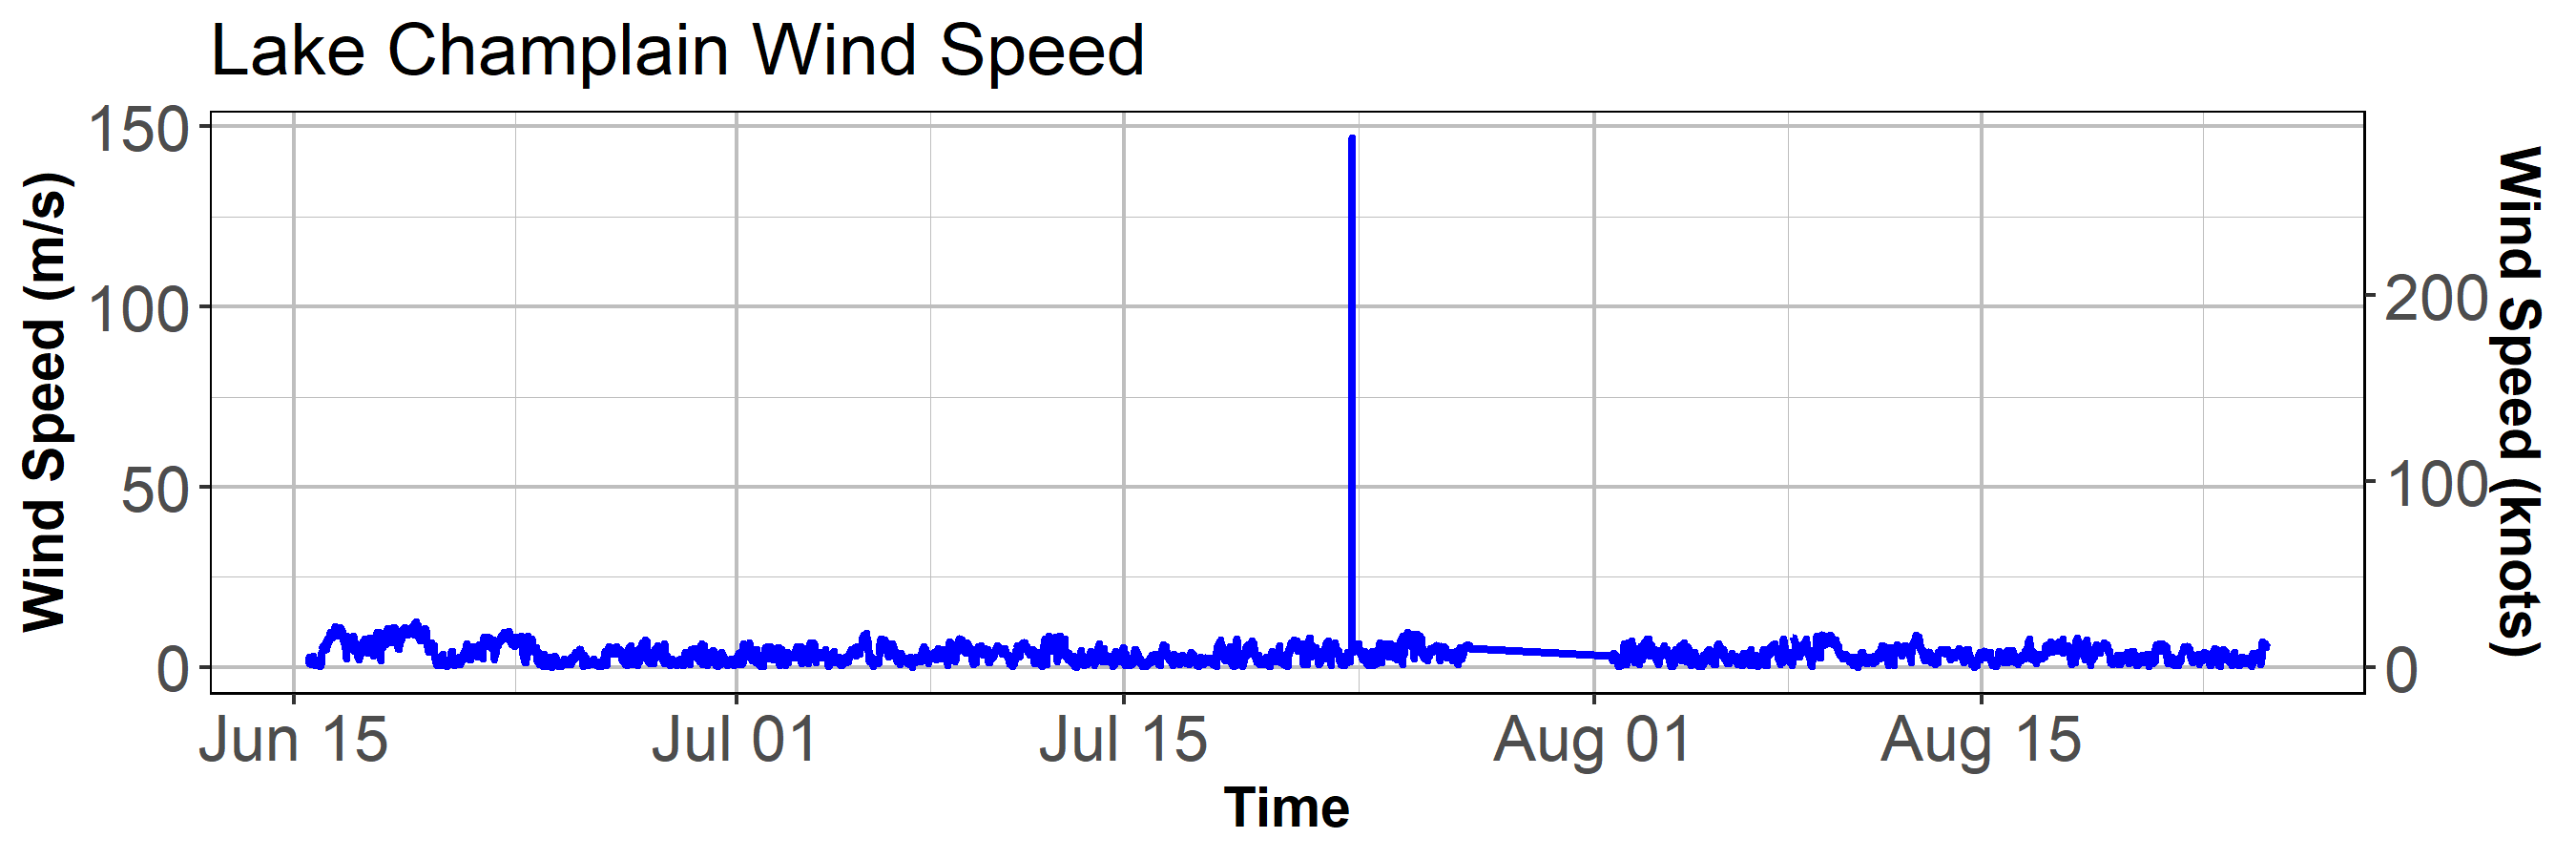 Lake Champlain Wind Speed
150
100
50
0
Wind Speed (m/s)
200
100
0
Wind Speed (knots)
Jun 15
Jul 01
Jul 15
Aug 01
Aug 15
Time